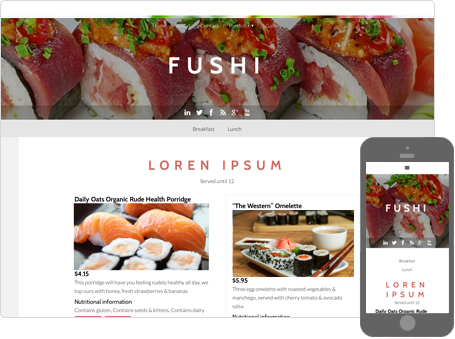 FUSHI
Breakfast Lunch
LOREN IPSUM
Served until 12
Daily Oats Organic Rude Health Porridge
$4.15
This porridge will have you feeling rudely healthy all day, we
top ours with honey, fresh strawberries & bananas
Nutritional information
Contains gluten, Contains seeds & kittens, Contains dairy
"The Western" Omelette
$5.95
Three egg omelette with roasted vegetables &
manchego, served with cherry tomato & avocado
salsa
Nutritional information
FUSHI
Breakfast
Lunch
LOREN
IPSUM
Served until 12
Daily Oats Organic Rude